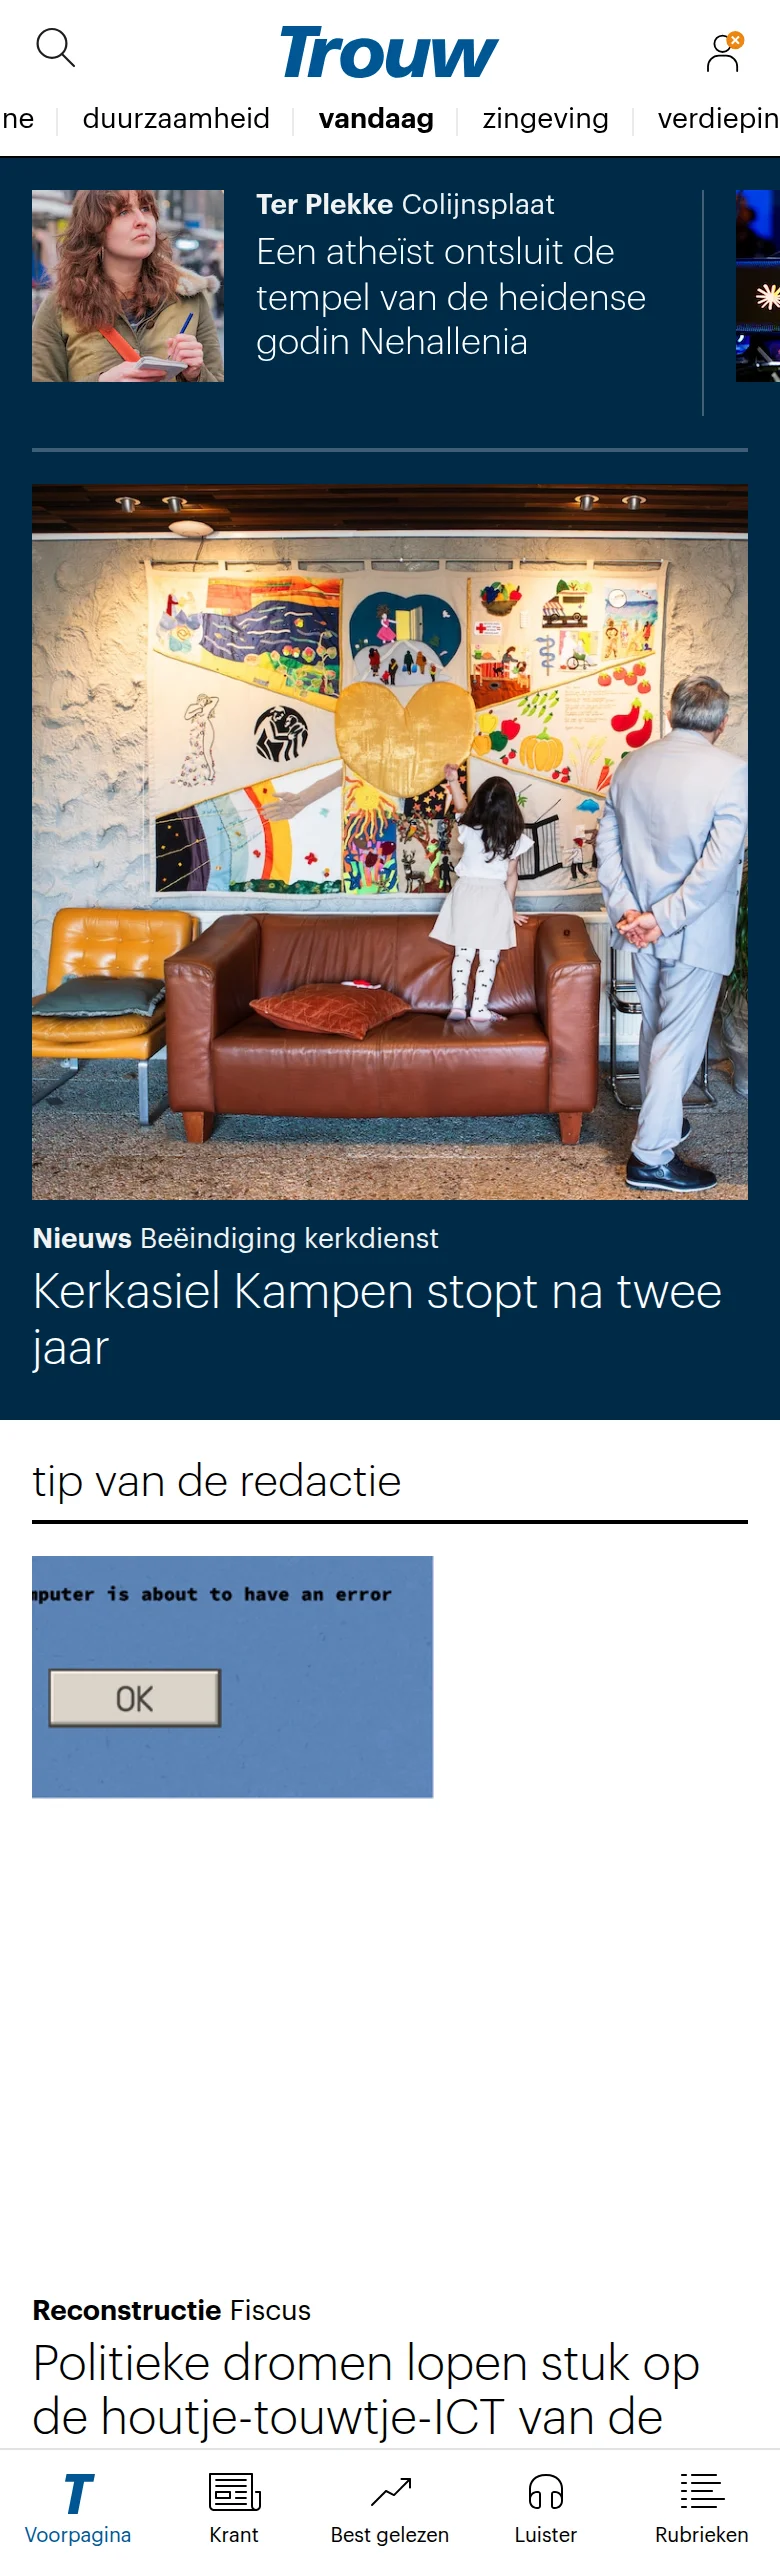 Trouw
ne duurzaamheid vandaag zingeving verdiepin
Ter Plekke Colijnsplaat
Een atheïst ontsluit de
tempel van de heidense
godin Nehallenia
Nieuws Beëindiging kerkdienst
Kerkasiel Kampen stopt na twee
jaar
tip van de redactie
mputer is about to have an error
OK
Reconstructie Fiscus
Politieke dromen lopen stuk op
de houtje-touwtje-ICT van de
T
Voorpagina Krant Best gelezen Luister Rubrieken